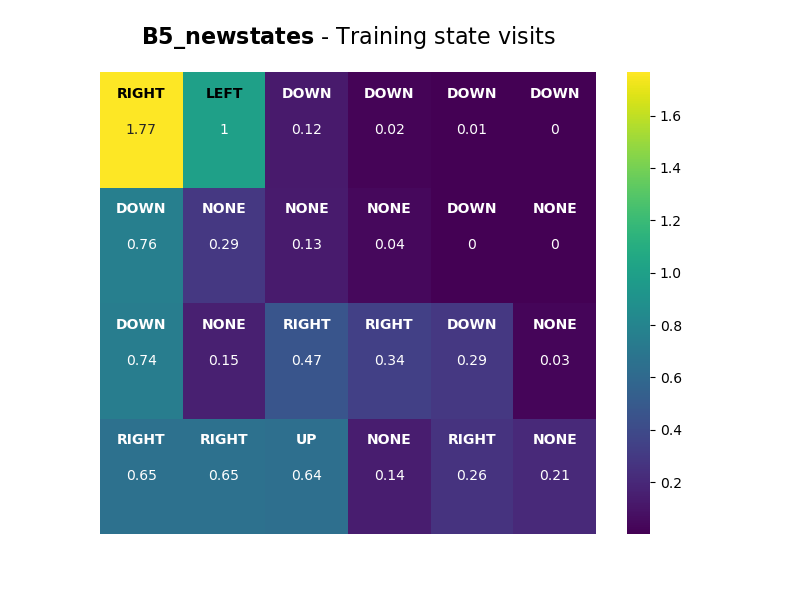 B5_newstates - Training state visits
RIGHT LEFT DOWN DOWN DOWN DOWN
1.77 1 0.12 0.02 0.01 0
DOWN NONE NONE NONE DOWN NONE
0.76 0.29 0.13 0.04 0 0
DOWN NONE RIGHT RIGHT DOWN NONE
0.74 0.15 0.47 0.34 0.29 0.03
RIGHT RIGHT UP NONE RIGHT NONE
0.65 0.65 0.64 0.14 0.26 0.21
1.6
1.4
1.2
1.0
0.8
0.6
0.4
0.2